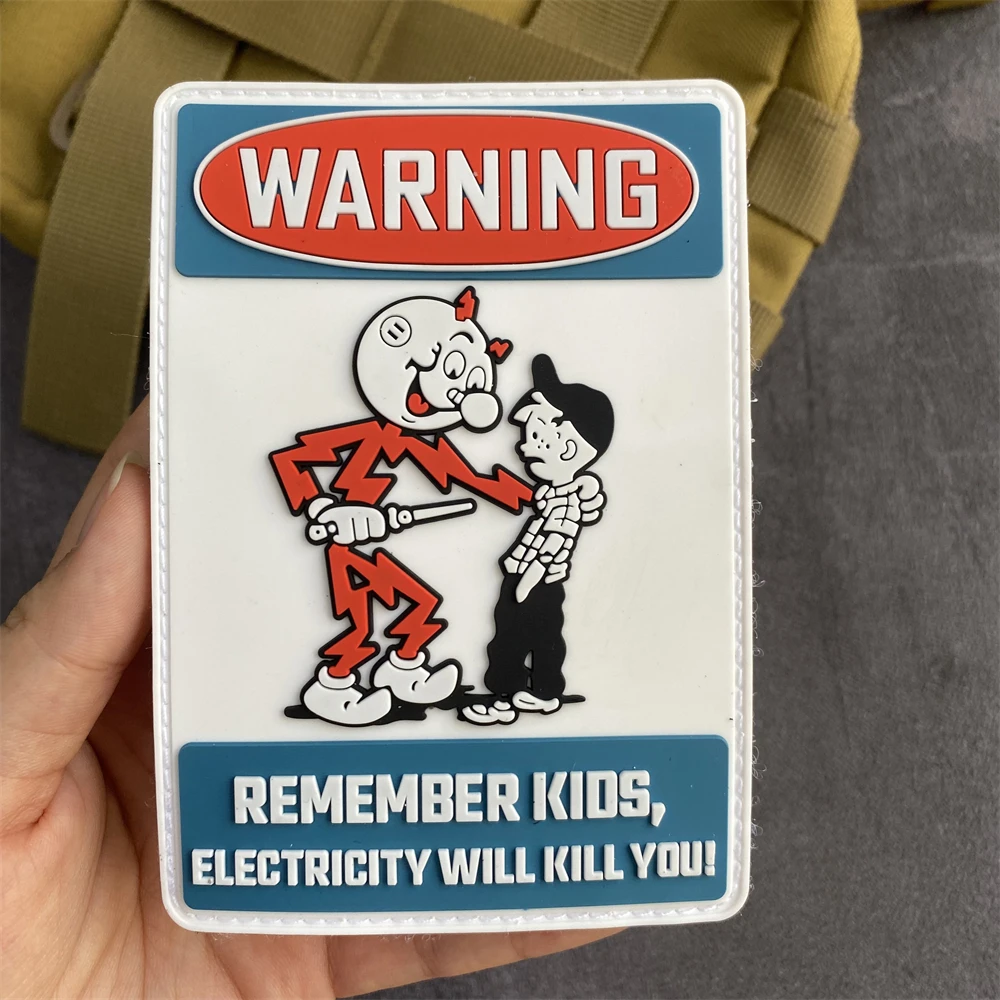 WARNING
REMEMBER KIDS,
ELECTRICITY WILL KILL YOU!